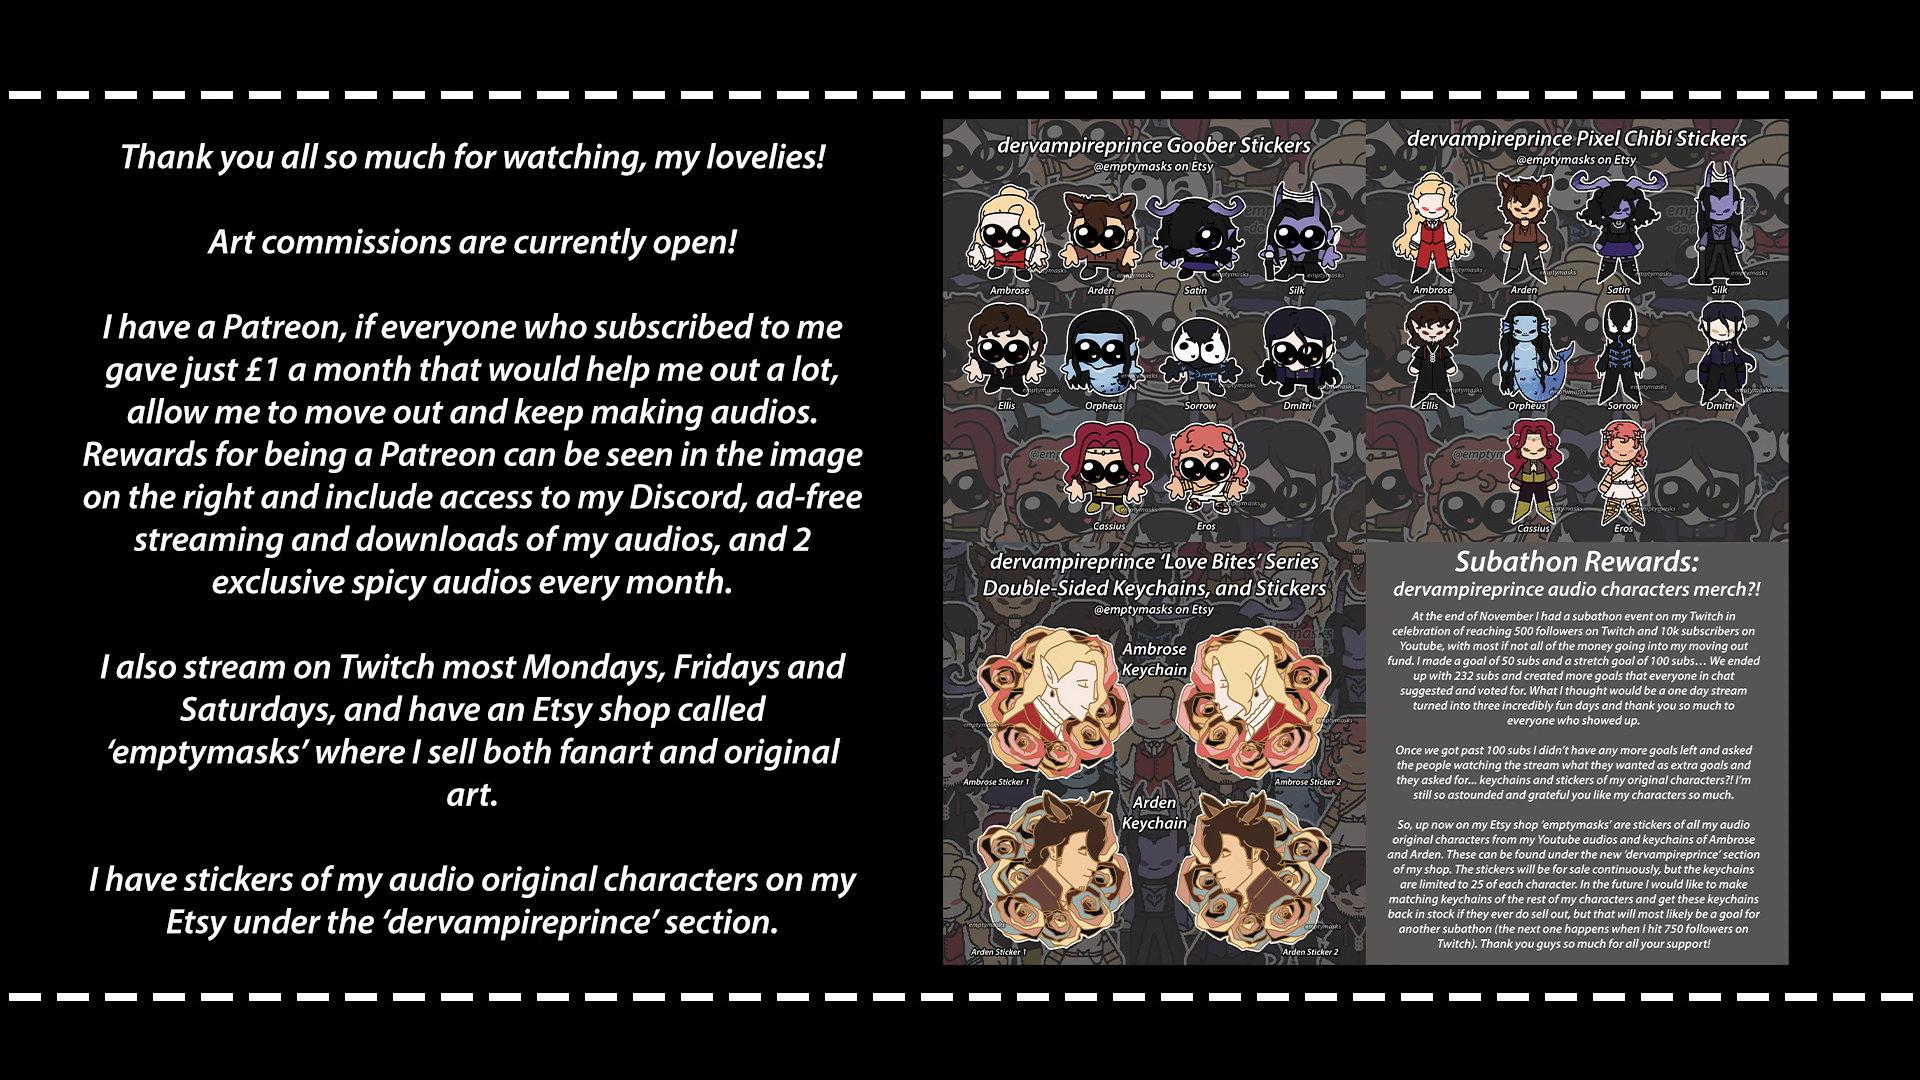 Thank you all so much for watching, my lovelies!
Art commissions are currently open!
I have a Patreon, if everyone who subscribed to me
gave just £1 a month that would help me out a lot,
allow me to move out and keep making audios.
Rewards for being a Patreon can be seen in the image
on the right and include access to my Discord, ad-free
streaming and downloads of my audios, and 2
exclusive spicy audios every month.
I also stream on Twitch most Mondays, Fridays and
Saturdays, and have an Etsy shop called
‘emptymasks’ where I sell both fanart and original
art.
I have stickers of my audio original characters on my
Etsy under the ‘dervampireprince’ section.
dervampireprince Goober Stickers
@emptymasks on Etsy
Ambrose
Arden
Satin
Silk
Ellis
Orpheus
Sorrow
Dmitri
Cassius
Eros
dervampireprince Pixel Chibi Stickers
@emptymasks on Etsy
Ambrose
Arden
Satin
Silk
Ellis
Orpheus
Sorrow
Dmitri
Cassius
Eros
dervampireprince ‘Love Bites’ Series
Double-Sided Keychains, and Stickers
@emptymasks on Etsy
Ambrose
Keychain
Ambrose Sticker 1
Ambrose Sticker 2
Arden
Keychain
Arden Sticker 1
Arden Sticker 2
Subathon Rewards:
dervampireprince audio characters merch?!
At the end of November I had a subathon event on my Twitch in
celebration of reaching 500 followers on Twitch and 10k subscribers on
Youtube, with most if not all of the money going into my moving out
fund. I made a goal of 50 subs and a stretch goal of 100 subs... We ended
up with 232 subs and created more goals that everyone in chat
suggested and voted for. What I thought would be a one day stream
turned into three incredibly fun days and thank you so much to
everyone who showed up.
Once we got past 100 subs I didn’t have any more goals left and asked
the people watching the stream what they wanted as extra goals and
they asked for... keychains and stickers of my original characters?! I’m
still so astounded and grateful you like my characters so much.
So, up now on my Etsy shop ‘emptymasks’ are stickers of all my audio
original characters from my Youtube audios and keychains of Ambrose
and Arden. These can be found under the new ‘dervampireprince’ section
of my shop. The stickers will be for sale continuously, but the keychains
are limited to 25 of each character. In the future I would like to make
matching keychains of the rest of my characters and get these keychains
back in stock if they ever do sell out, but that will most likely be a goal for
another subathon (the next one happens when I hit 750 followers on
Twitch). Thank you guys so much for all your support!